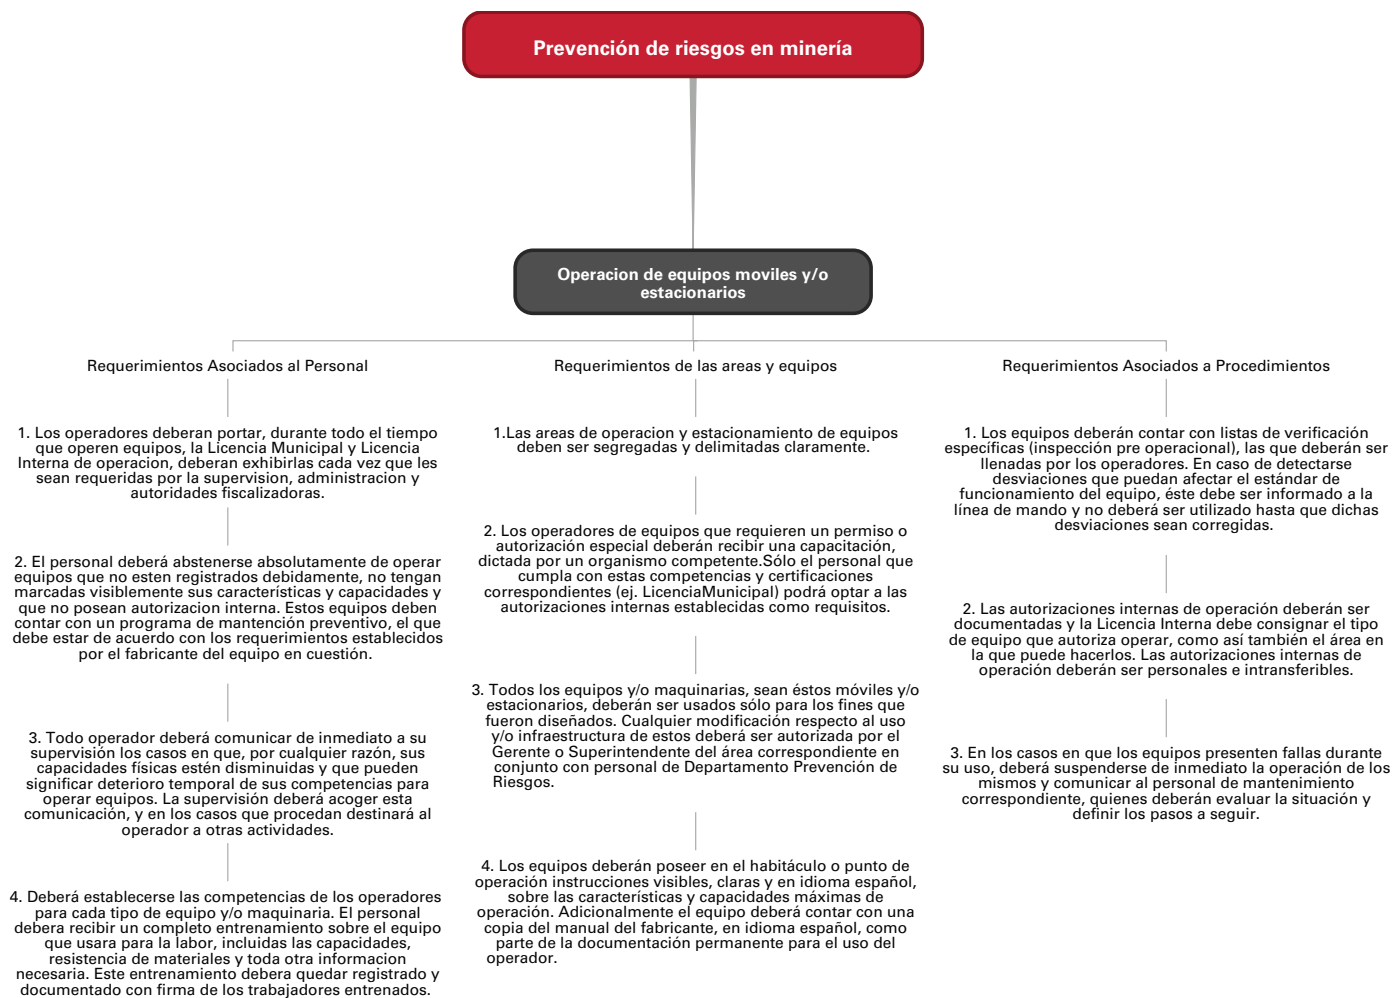 Prevención de riesgos en minería
Operacion de equipos moviles y/o
estacionarios
Requerimientos Asociados al Personal
1. Los operadores deberan portar, durante todo el tiempo
que operen equipos, la Licencia Municipal y Licencia
Interna de operacion, deberan exhibirlas cada vez que les
sean requeridas por la supervision, administracion y
autoridades fiscalizadoras.
2. El personal deberá abstenerse absolutamente de operar
equipos que no esten registrados debidamente, no tengan
marcadas visiblemente sus características y capacidades y
que no posean autorizacion interna. Estos equipos deben
contar con un programa de mantención preventivo, el que
debe estar de acuerdo con los requerimientos establecidos
por el fabricante del equipo en cuestión.
3. Todo operador deberá comunicar de inmediato a su
supervisión los casos en que, por cualquier razón, sus
capacidades físicas estén disminuidas y que pueden
significar deterioro temporal de sus competencias para
operar equipos. La supervisión deberá acoger esta
comunicación, y en los casos que procedan destinará al
operador a otras actividades.
4. Deberá establecerse las competencias de los operadores
para cada tipo de equipo y/o maquinaria. El personal
debera recibir un completo entrenamiento sobre el equipo
que usara para la labor, incluidas las capacidades,
resistencia de materiales y toda otra informacion
necesaria. Este entrenamiento debera quedar registrado y
documentado con firma de los trabajadores entrenados.
Requerimientos de las areas y equipos
1.Las areas de operacion y estacionamiento de equipos
deben ser segregadas y delimitadas claramente.
2. Los operadores de equipos que requieren un permiso o
autorización especial deberán recibir una capacitación,
dictada por un organismo competente.Sólo el personal que
cumpla con estas competencias y certificaciones
correspondientes (ej. LicenciaMunicipal) podrá optar a las
autorizaciones internas establecidas como requisitos.
3. Todos los equipos y/o maquinarias, sean éstos móviles y/o
estacionarios, deberán ser usados sólo para los fines que
fueron diseñados. Cualquier modificación respecto al uso
y/o infraestructura de estos deberá ser autorizada por el
Gerente o Superintendente del área correspondiente en
conjunto con personal de Departamento Prevención de
Riesgos.
4. Los equipos deberán poseer en el habitáculo o punto de
operación instrucciones visibles, claras y en idioma español,
sobre las características y capacidades máximas de
operación. Adicionalmente el equipo deberá contar con una
copia del manual del fabricante, en idioma español, como
parte de la documentación permanente para el uso del
operador.
Requerimientos Asociados a Procedimientos
1. Los equipos deberán contar con listas de verificación
específicas (inspección pre operacional), las que deberán ser
llenadas por los operadores. En caso de detectarse
desviaciones que puedan afectar el estándar de
funcionamiento del equipo, éste debe ser informado a la
línea de mando y no deberá ser utilizado hasta que dichas
desviaciones sean corregidas.
2. Las autorizaciones internas de operación deberán ser
documentadas y la Licencia Interna debe consignar el tipo
de equipo que autoriza operar, como así también el área en
la que puede hacerlos. Las autorizaciones internas de
operación deberán ser personales e intransferibles.
3. En los casos en que los equipos presenten fallas durante
su uso, deberá suspenderse de inmediato la operación de los
mismos y comunicar al personal de mantenimiento
correspondiente, quienes deberán evaluar la situación y
definir los pasos a seguir.